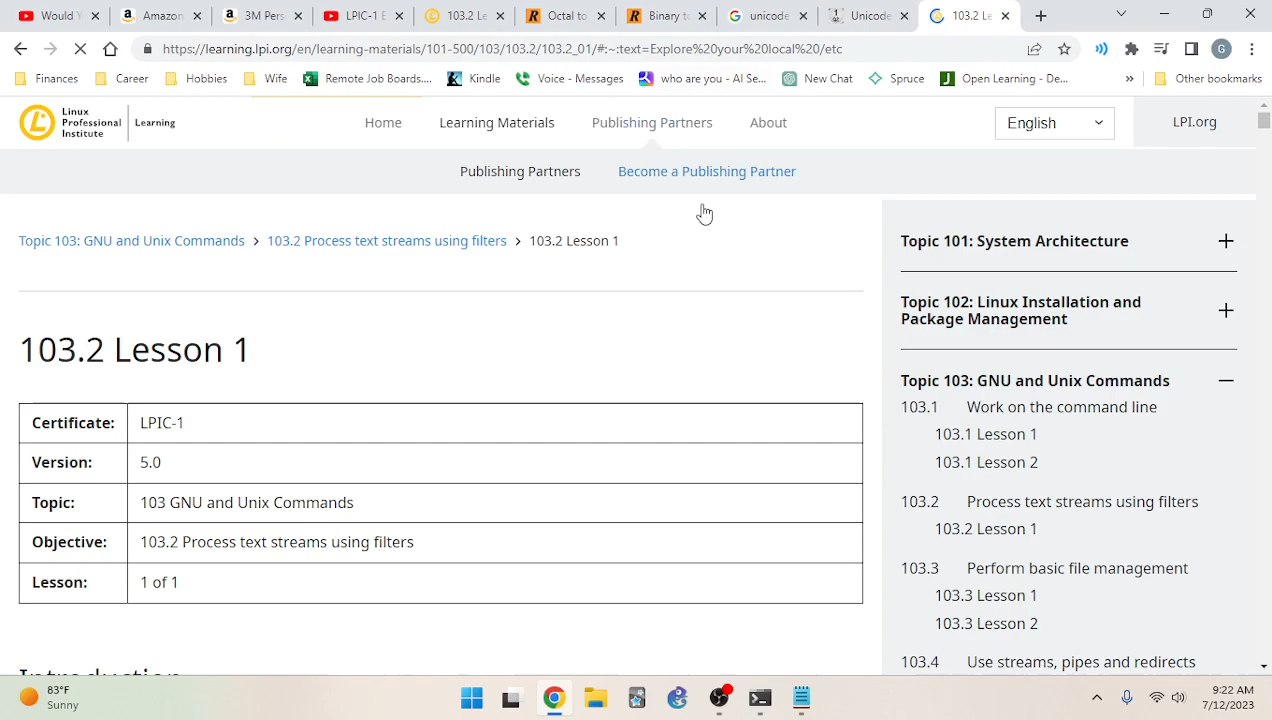 Would Y
Amazon
3M Pers
LPIC-1 E
103.2 Le
Octal to
Binary to
unicode
Unicode
103.2 Le
https://learning.lpi.org/en/learning-materials/101-500/103/103.2/103.2_01/#:~:text=Explore%20your%20local%20/etc
G
Finances
Career
Hobbies
Wife
Remote Job Boards....
Kindle
Voice - Messages
who are you - AI Se...
New Chat
Spruce
Open Learning - De...
»
Other bookmarks
Linux
Professional
Institute
Learning
Home
Learning Materials
Publishing Partners
About
English
LPI.org
Publishing Partners
Become a Publishing Partner
Topic 103: GNU and Unix Commands > 103.2 Process text streams using filters > 103.2 Lesson 1
103.2 Lesson 1
Certificate: LPIC-1
Version: 5.0
Topic: 103 GNU and Unix Commands
Objective: 103.2 Process text streams using filters
Lesson: 1 of 1
Introduction
Topic 101: System Architecture
Topic 102: Linux Installation and
Package Management
Topic 103: GNU and Unix Commands
103.1 Work on the command line
103.1 Lesson 1
103.1 Lesson 2
103.2 Process text streams using filters
103.2 Lesson 1
103.3 Perform basic file management
103.3 Lesson 1
103.3 Lesson 2
103.4 Use streams, pipes and redirects
83°F
Sunny
9:22 AM
7/12/2023